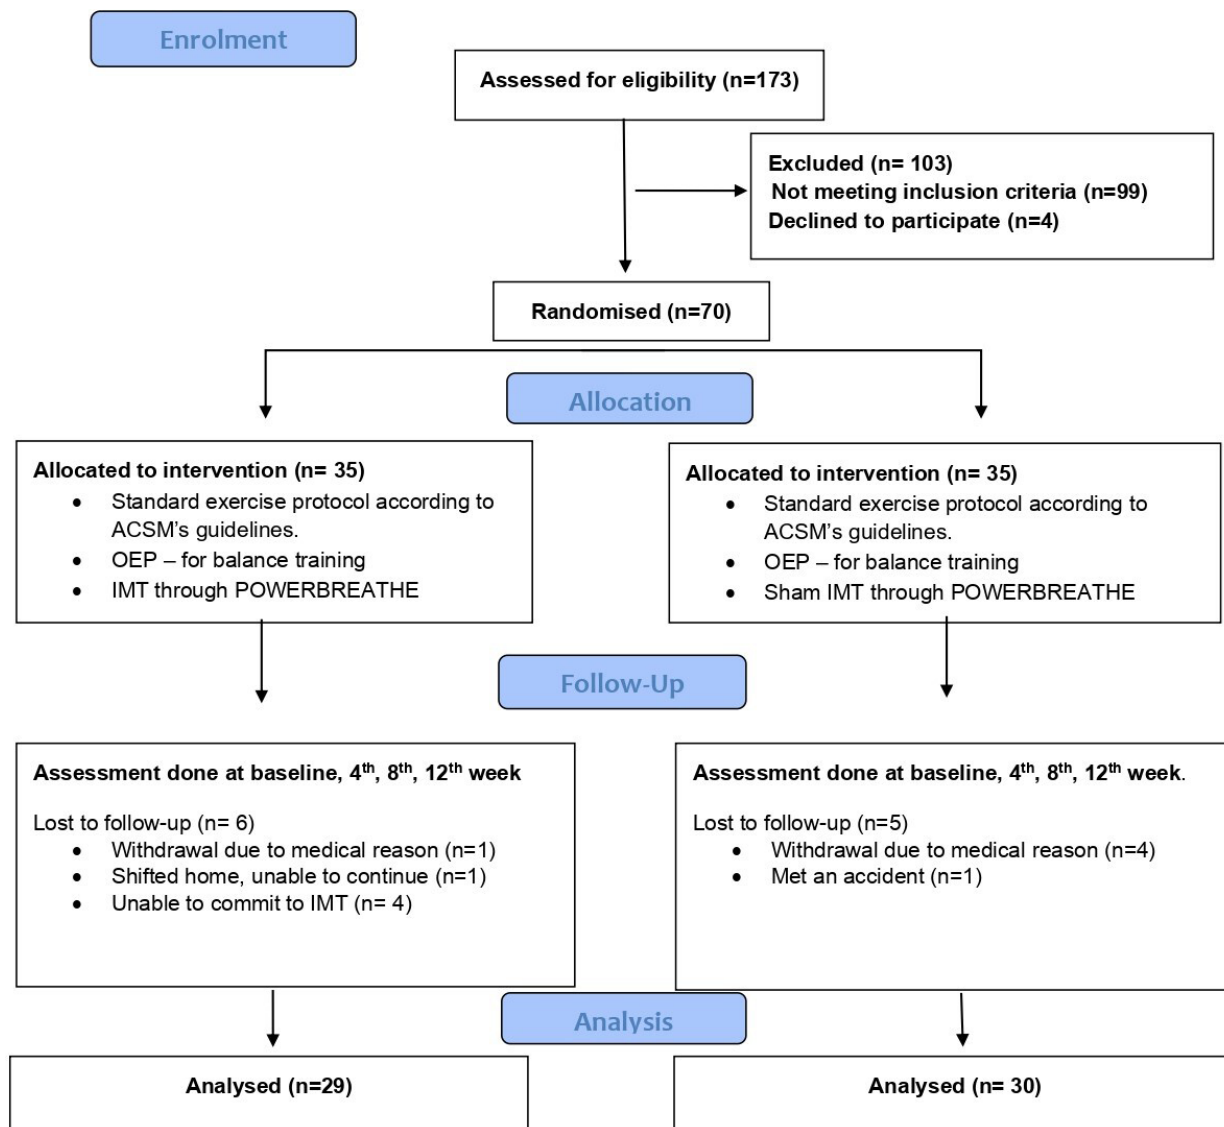 Enrolment
Assessed for eligibility (n=173)
Excluded (n= 103)
Not meeting inclusion criteria (n=99)
Declined to participate (n=4)
Randomised (n=70)
Allocation
Allocated to intervention (n= 35)
• Standard exercise protocol according to
ACSM's guidelines.
• OEP – for balance training
• IMT through POWERBREATHE
Allocated to intervention (n= 35)
• Standard exercise protocol according to
ACSM's guidelines.
• OEP – for balance training
• Sham IMT through POWERBREATHE
Follow-Up
Assessment done at baseline, 4th, 8th, 12th week
Lost to follow-up (n= 6)
• Withdrawal due to medical reason (n=1)
• Shifted home, unable to continue (n=1)
• Unable to commit to IMT (n= 4)
Assessment done at baseline, 4th, 8th, 12th week.
Lost to follow-up (n=5)
• Withdrawal due to medical reason (n=4)
• Met an accident (n=1)
Analysis
Analysed (n=29)
Analysed (n= 30)